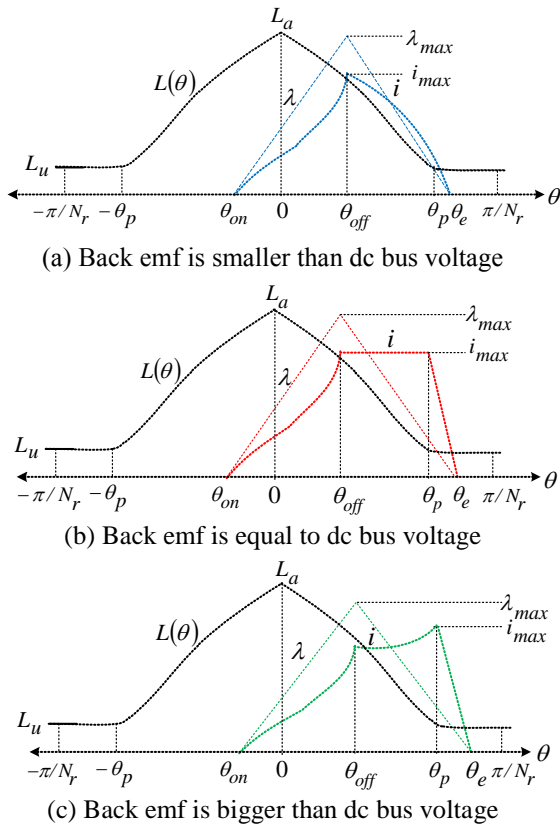 L_a
λ_max
L(θ)
i_max
i
λ
L_u
θ
−π/N_r −θ_p θ_on 0 θ_off θ_p θ_e π/N_r
(a) Back emf is smaller than dc bus voltage
L_a
λ_max
i
L(θ)
i_max
λ
L_u
θ
−π/N_r −θ_p θ_on 0 θ_off θ_p θ_e π/N_r
(b) Back emf is equal to dc bus voltage
L_a
λ_max
L(θ)
i
i_max
λ
L_u
θ
−π/N_r −θ_p θ_on 0 θ_off θ_p θ_e π/N_r
(c) Back emf is bigger than dc bus voltage